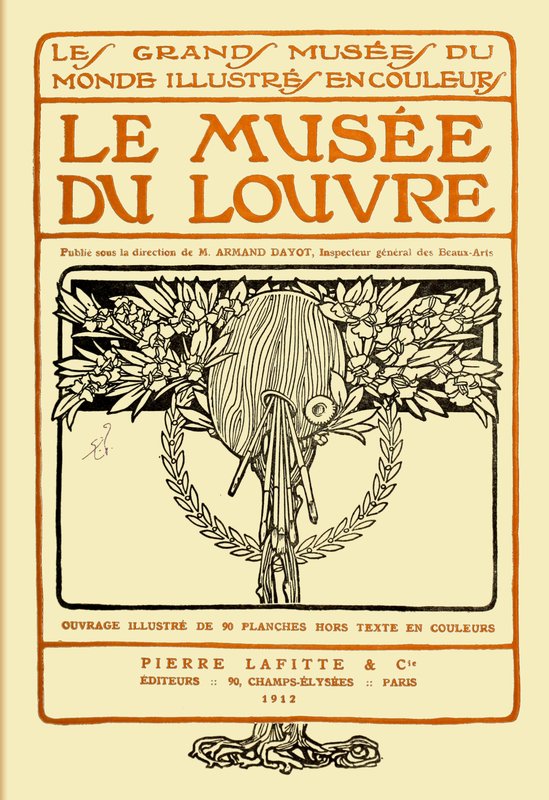 LES GRANDS MUSÉES DU
MONDE ILLUSTRÉS EN COULEURS
LE MUSÉE
DU LOUVRE
Publié sous la direction de M. ARMAND DAYOT, Inspecteur général des Beaux-Arts
OUVRAGE ILLUSTRÉ DE 90 PLANCHES HORS TEXTE EN COULEURS
PIERRE LAFITTE & Cie
ÉDITEURS :: 90, CHAMPS-ÉLYSÉES :: PARIS
1912